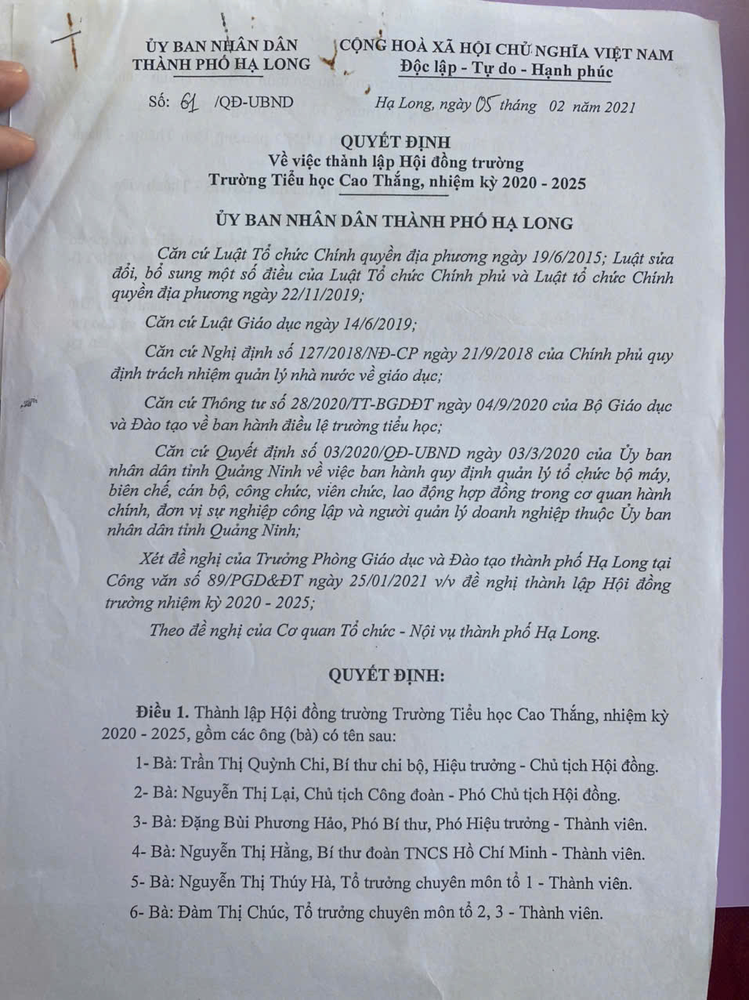 ỦY BAN NHÂN DÂN
THÀNH PHỐ HẠ LONG
CỘNG HOÀ XÃ HỘI CHỦ NGHĨA VIỆT NAM
Độc lập - Tự do - Hạnh phúc
Số: 61 /QĐ-UBND
Hạ Long, ngày 05 tháng 02 năm 2021
QUYẾT ĐỊNH
Về việc thành lập Hội đồng trường
Trường Tiểu học Cao Thắng, nhiệm kỳ 2020 - 2025
ỦY BAN NHÂN DÂN THÀNH PHỐ HẠ LONG
Căn cứ Luật Tổ chức Chính quyền địa phương ngày 19/6/2015; Luật sửa
đổi, bổ sung một số điều của Luật Tổ chức Chính phủ và Luật tổ chức Chính
quyền địa phương ngày 22/11/2019;
Căn cứ Luật Giáo dục ngày 14/6/2019;
Căn cứ Nghị định số 127/2018/NĐ-CP ngày 21/9/2018 của Chính phủ quy
định trách nhiệm quản lý nhà nước về giáo dục;
Căn cứ Thông tư số 28/2020/TT-BGDĐT ngày 04/9/2020 của Bộ Giáo dục
và Đào tạo về ban hành điều lệ trường tiểu học;
Căn cứ Quyết định số 03/2020/QĐ-UBND ngày 03/3/2020 của Ủy ban
nhân dân tỉnh Quảng Ninh về việc ban hành quy định quản lý tổ chức bộ máy,
biên chế, cán bộ, công chức, viên chức, lao động hợp đồng trong cơ quan hành
chính, đơn vị sự nghiệp công lập và người quản lý doanh nghiệp thuộc Ủy ban
nhân dân tỉnh Quảng Ninh;
Xét đề nghị của Trưởng Phòng Giáo dục và Đào tạo thành phố Hạ Long tại
Công văn số 89/PGD&ĐT ngày 25/01/2021 v/v đề nghị thành lập Hội đồng
trường nhiệm kỳ 2020 - 2025;
Theo đề nghị của Cơ quan Tổ chức - Nội vụ thành phố Hạ Long.
QUYẾT ĐỊNH:
Điều 1. Thành lập Hội đồng trường Trường Tiểu học Cao Thắng, nhiệm kỳ
2020 - 2025, gồm các ông (bà) có tên sau:
1- Bà: Trần Thị Quỳnh Chi, Bí thư chi bộ, Hiệu trưởng - Chủ tịch Hội đồng.
2- Bà: Nguyễn Thị Lại, Chủ tịch Công đoàn - Phó Chủ tịch Hội đồng.
3- Bà: Đặng Bùi Phương Hảo, Phó Bí thư, Phó Hiệu trưởng - Thành viên.
4- Bà: Nguyễn Thị Hằng, Bí thư đoàn TNCS Hồ Chí Minh - Thành viên.
5- Bà: Nguyễn Thị Thúy Hà, Tổ trưởng chuyên môn tổ 1 - Thành viên.
6- Bà: Đàm Thị Chúc, Tổ trưởng chuyên môn tổ 2, 3 - Thành viên.